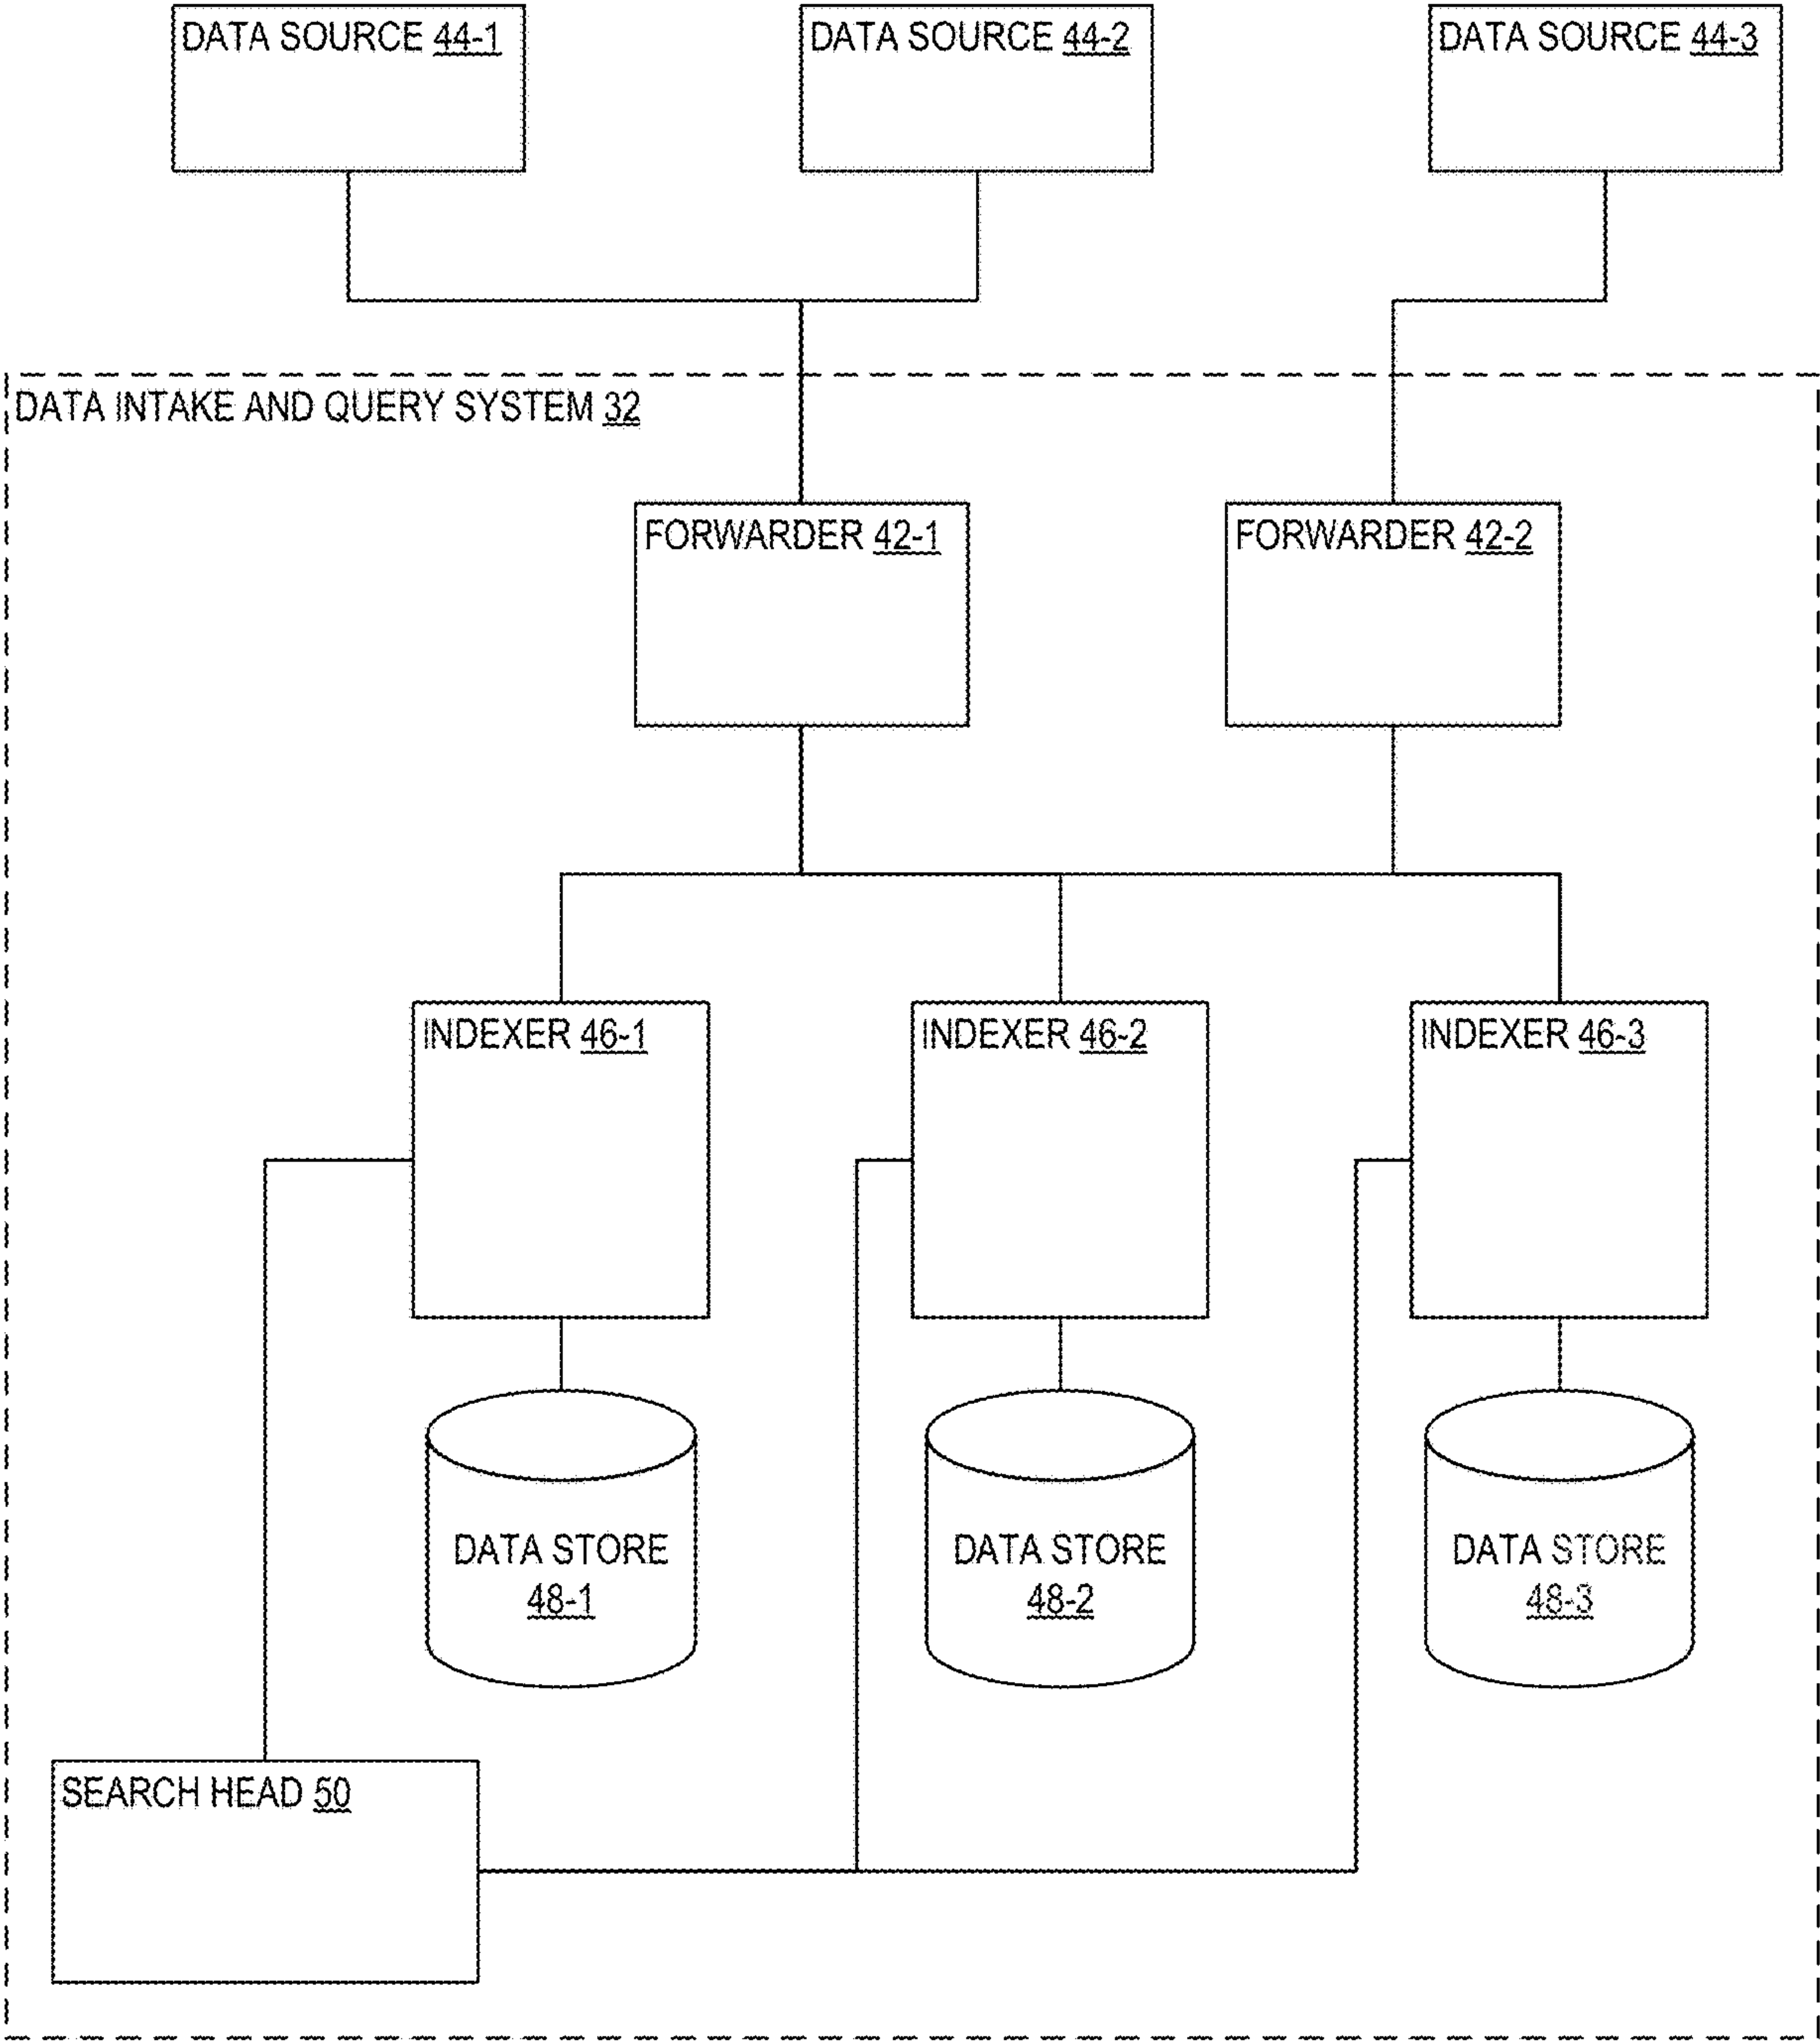 DATA SOURCE 44-1
DATA SOURCE 44-2
DATA SOURCE 44-3
DATA INTAKE AND QUERY SYSTEM 32
FORWARDER 42-1
FORWARDER 42-2
INDEXER 46-1
INDEXER 46-2
INDEXER 46-3
DATA STORE
48-1
DATA STORE
48-2
DATA STORE
48-3
SEARCH HEAD 50